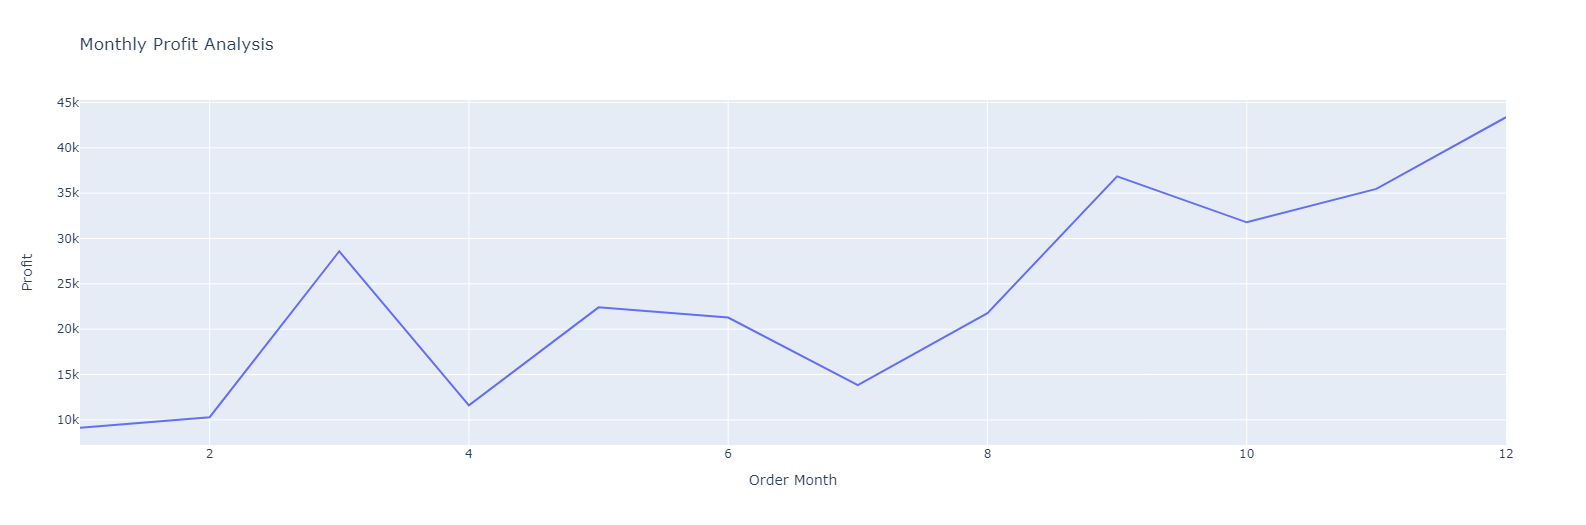 Monthly Profit Analysis
45k
40k
35k
30k
25k
20k
15k
10k
Profit
2 4 6 8 10 12
Order Month